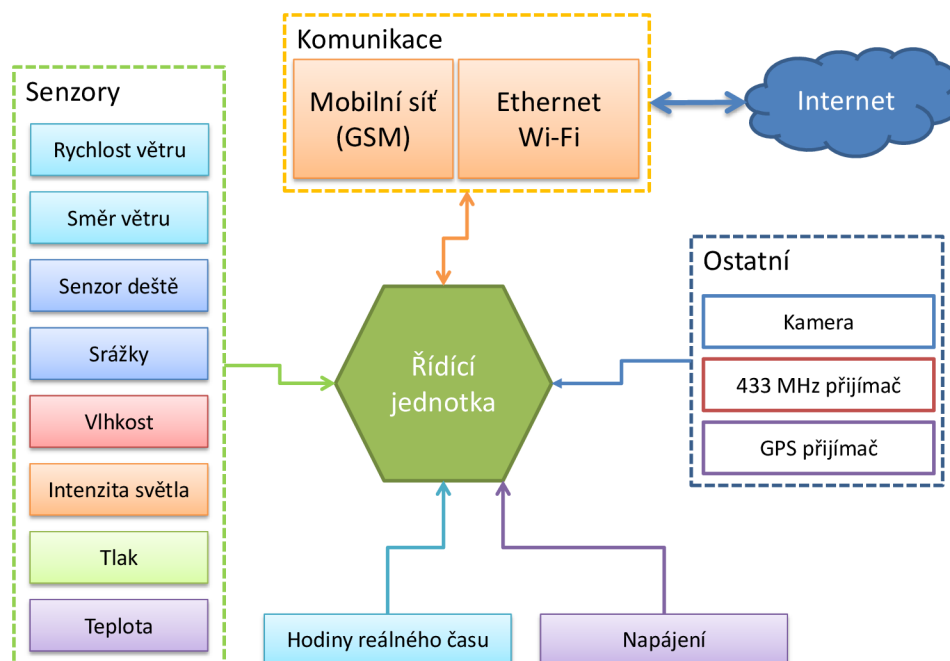 Komunikace
Mobilní síť
(GSM)
Ethernet
Wi-Fi
Internet
Senzory
Rychlost větru
Směr větru
Senzor deště
Srážky
Vlhkost
Intenzita světla
Tlak
Teplota
Řídící
jednotka
Ostatní
Kamera
433 MHz přijímač
GPS přijímač
Hodiny reálného času
Napájení